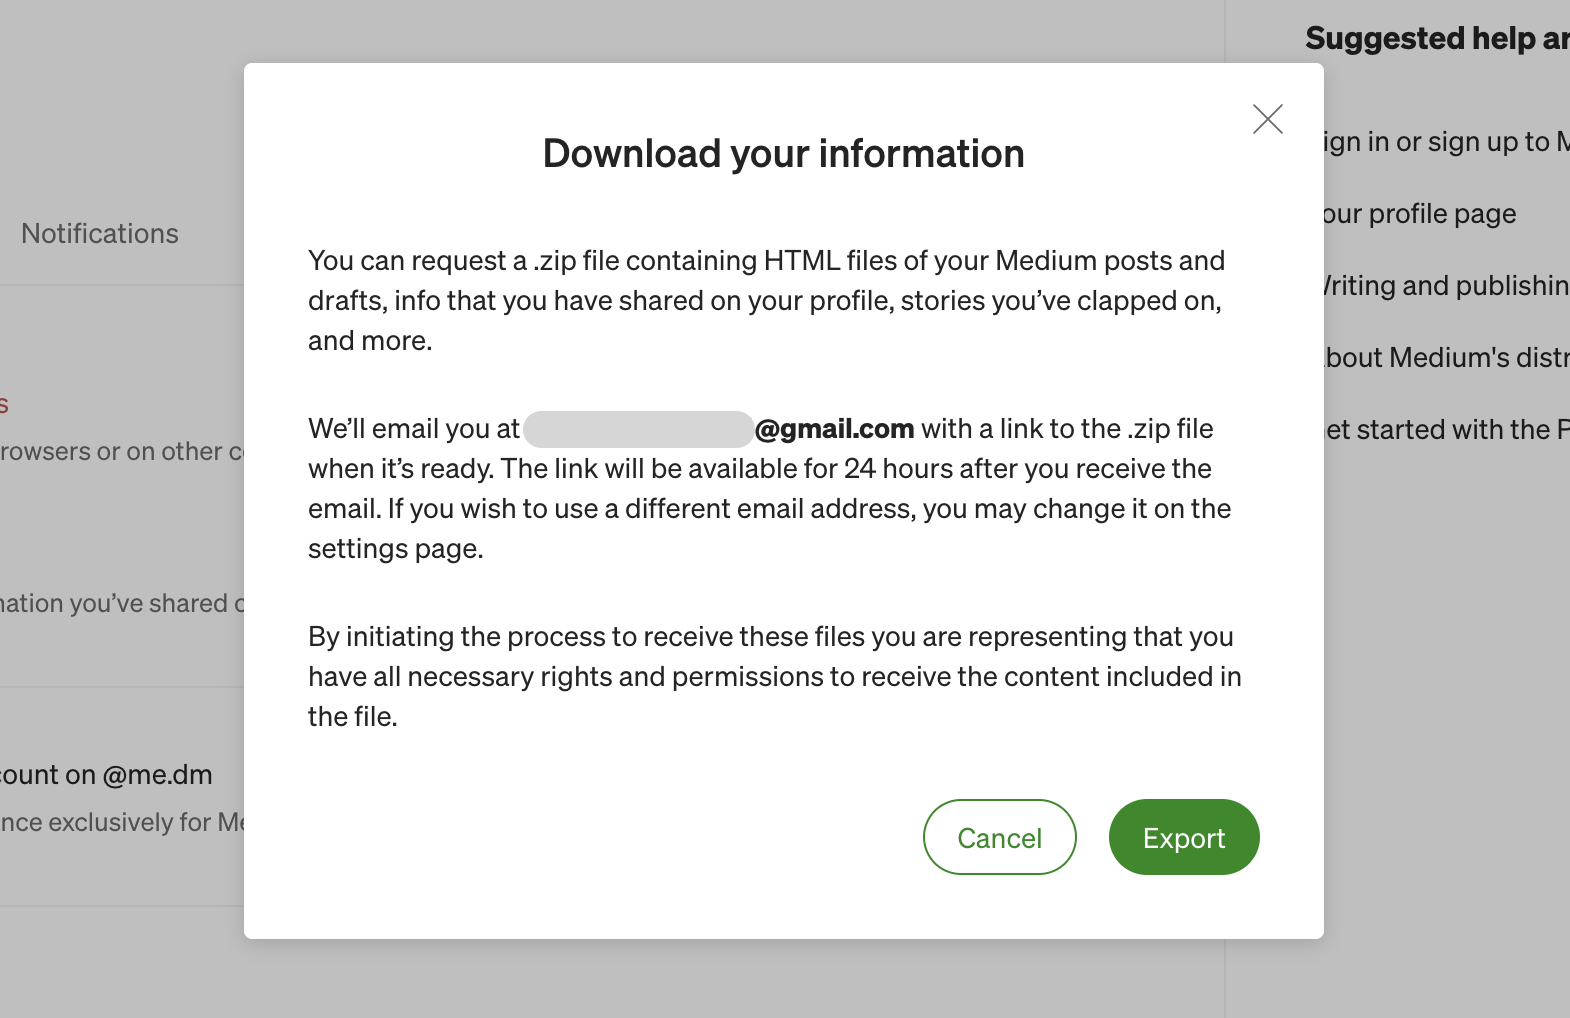 Suggested help
Download your information
ign in or sign up to
our profile page
Notifications
You can request a .zip file containing HTML files of your Medium posts and
drafts, info that you have shared on your profile, stories you’ve clapped on,
and more.
riting and publishin
bout Medium's distr
s
rowsers or on other c
We’ll email you at @gmail.com with a link to the .zip file
when it’s ready. The link will be available for 24 hours after you receive the
email. If you wish to use a different email address, you may change it on the
settings page.
et started with the P
ation you’ve shared
By initiating the process to receive these files you are representing that you
have all necessary rights and permissions to receive the content included in
the file.
count on @me.dm
nce exclusively for Me
Cancel
Export